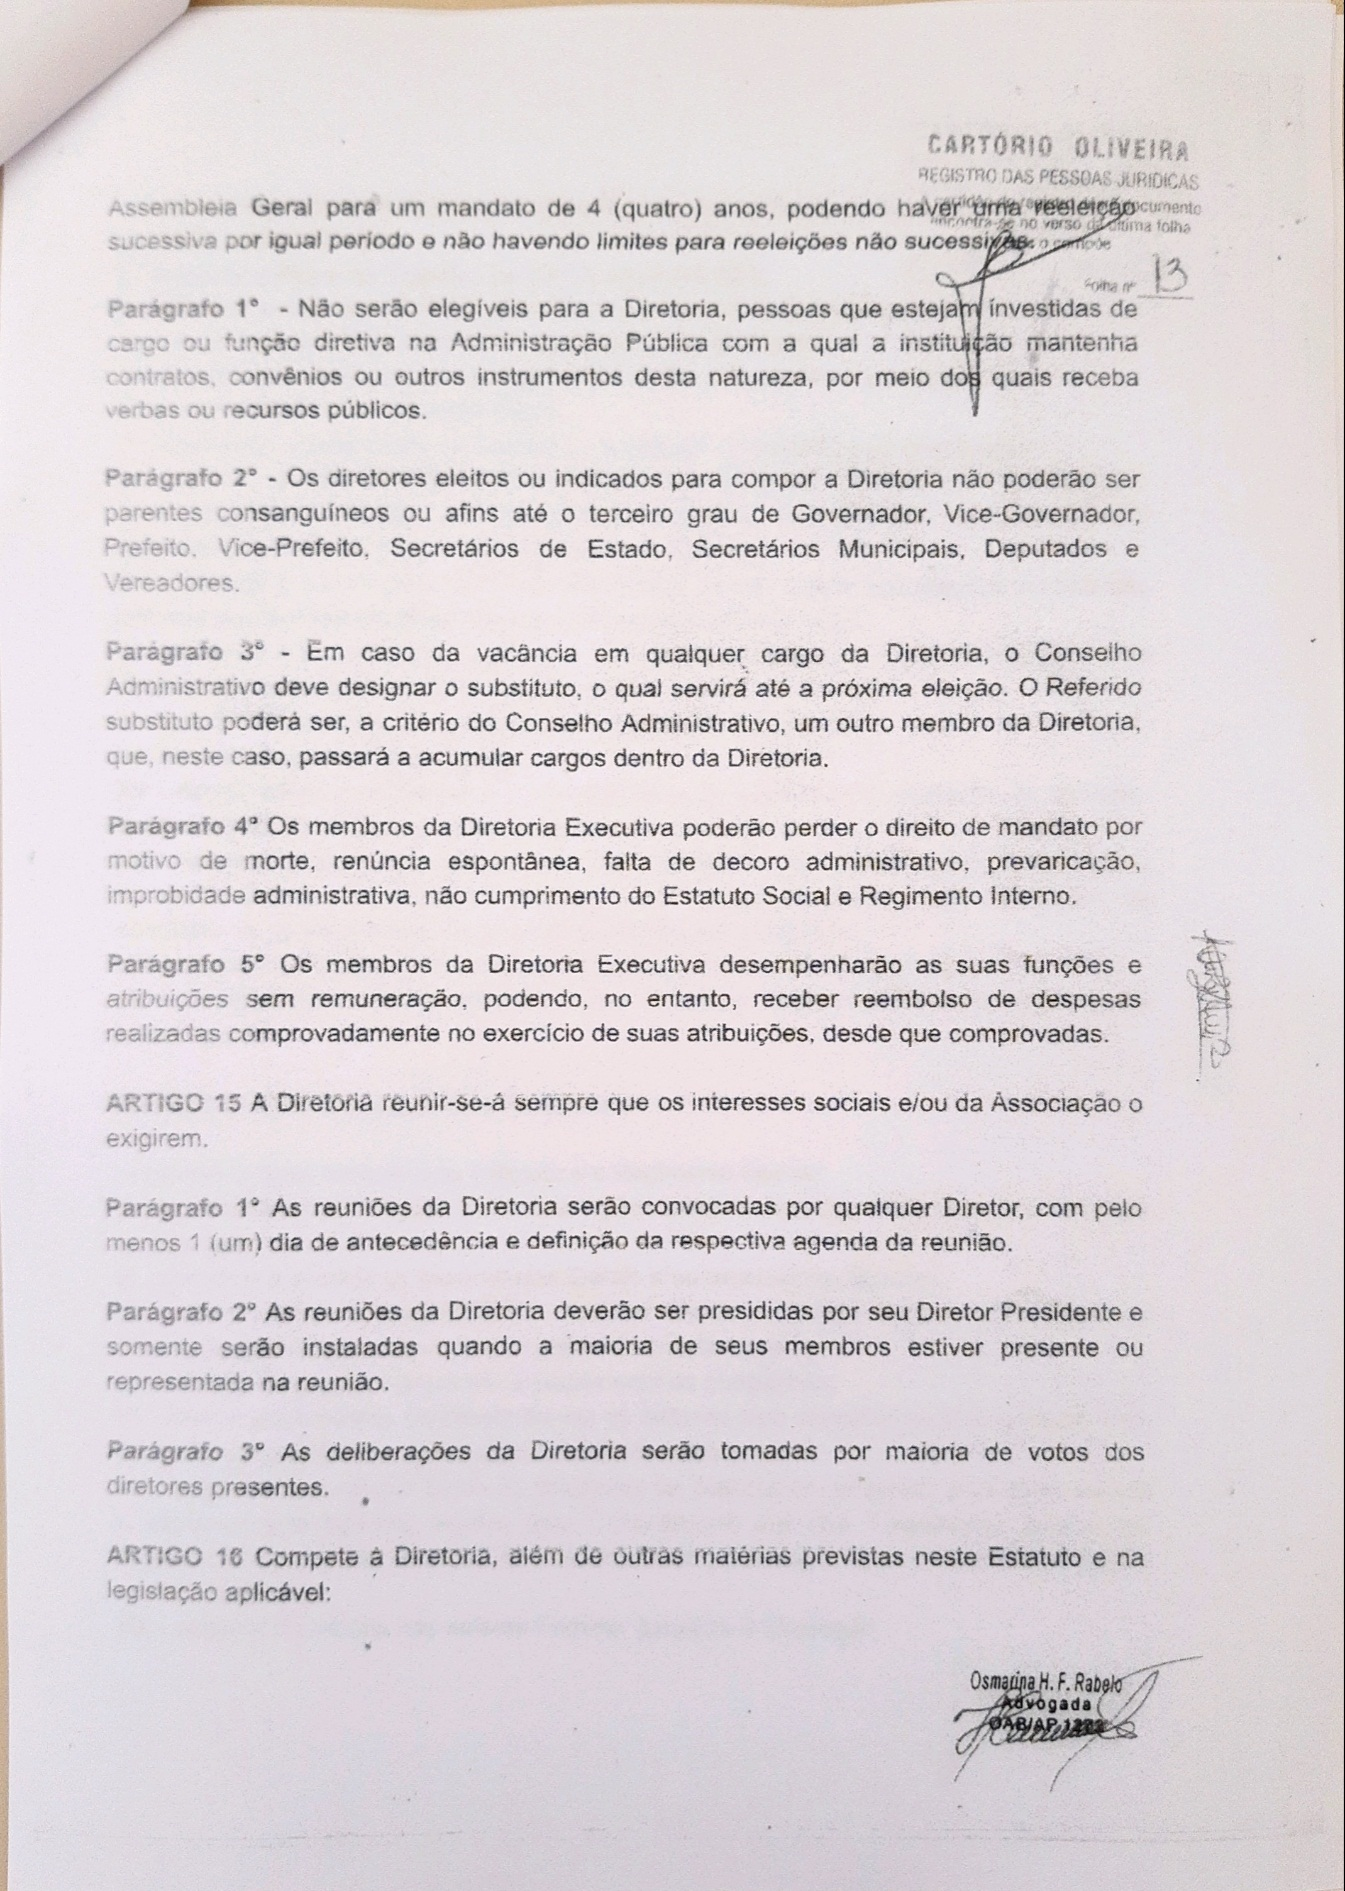 CARTÓRIO OLIVEIRA
REGISTRO DAS PESSOAS JURIDICAS
Assembleia Geral para um mandato de 4 (quatro) anos, podendo haver uma reeleição
sucessiva por igual período e não havendo limites para reeleições não sucessivas.
Folha nº 13
Parágrafo 1° - Não serão elegíveis para a Diretoria, pessoas que estejam investidas de
cargo ou função diretiva na Administração Pública com a qual a instituição mantenha
contratos, convênios ou outros instrumentos desta natureza, por meio dos quais receba
verbas ou recursos públicos.
Parágrafo 2° - Os diretores eleitos ou indicados para compor a Diretoria não poderão ser
parentes consanguíneos ou afins até o terceiro grau de Governador, Vice-Governador,
Prefeito, Vice-Prefeito, Secretários de Estado, Secretários Municipais, Deputados e
Vereadores.
Parágrafo 3° - Em caso da vacância em qualquer cargo da Diretoria, o Conselho
Administrativo deve designar o substituto, o qual servirá até a próxima eleição. O Referido
substituto poderá ser, a critério do Conselho Administrativo, um outro membro da Diretoria,
que, neste caso, passará a acumular cargos dentro da Diretoria.
Parágrafo 4° Os membros da Diretoria Executiva poderão perder o direito de mandato por
motivo de morte, renúncia espontânea, falta de decoro administrativo, prevaricação,
improbidade administrativa, não cumprimento do Estatuto Social e Regimento Interno.
Parágrafo 5° Os membros da Diretoria Executiva desempenharão as suas funções e
atribuições sem remuneração, podendo, no entanto, receber reembolso de despesas
realizadas comprovadamente no exercício de suas atribuições, desde que comprovadas.
ARTIGO 15 A Diretoria reunir-se-á sempre que os interesses sociais e/ou da Associação o
exigirem.
Parágrafo 1° As reuniões da Diretoria serão convocadas por qualquer Diretor, com pelo
menos 1 (um) dia de antecedência e definição da respectiva agenda da reunião.
Parágrafo 2° As reuniões da Diretoria deverão ser presididas por seu Diretor Presidente e
somente serão instaladas quando a maioria de seus membros estiver presente ou
representada na reunião.
Parágrafo 3° As deliberações da Diretoria serão tomadas por maioria de votos dos
diretores presentes.
ARTIGO 16 Compete á Diretoria, além de outras matérias previstas neste Estatuto e na
legislação aplicável:
Osmarina H. F. Rabelo
Advogada
OAB/AP